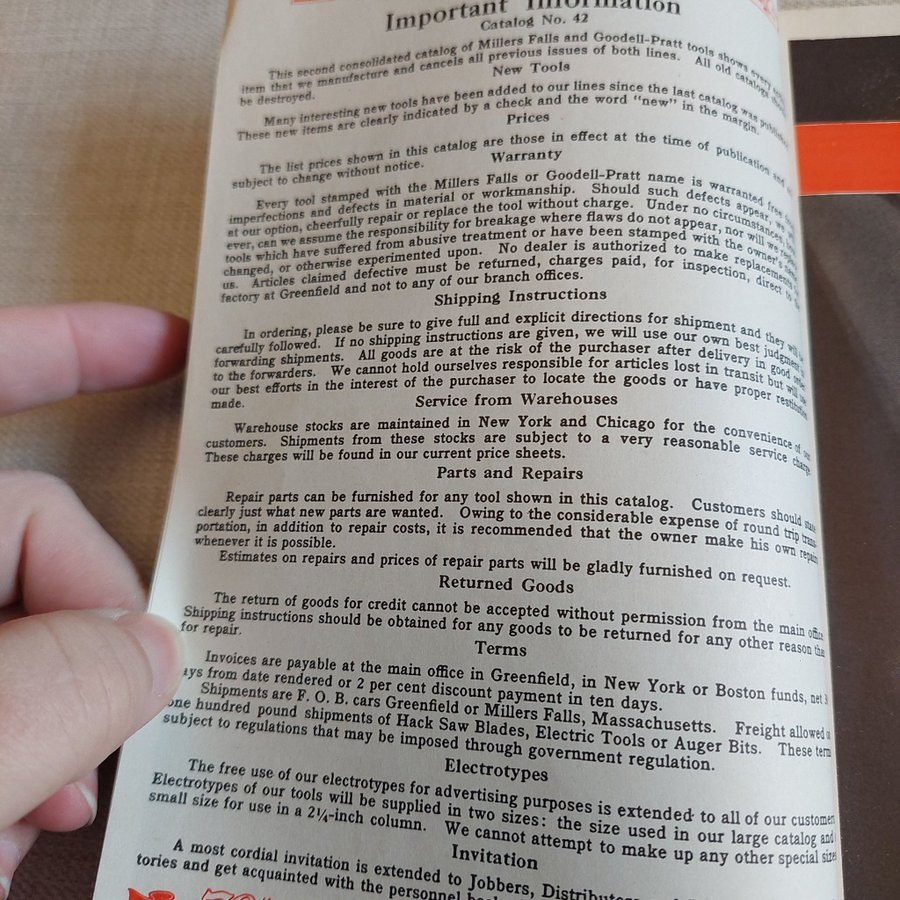 Important Information
Catalog No. 42
This second consolidated catalog of Millers Falls and Goodell-Pratt tools shows every
item that we manufacture and cancels all previous issues of both lines. All old catalogs should
be destroyed.
New Tools
Many interesting new tools have been added to our lines since the last catalog was published.
These new items are clearly indicated by a check and the word "new" in the margin.
Prices
The list prices shown in this catalog are those in effect at the time of publication and
subject to change without notice.
Warranty
Every tool stamped with the Millers Falls or Goodell-Pratt name is warranted free
imperfections and defects in material or workmanship. Should such defects appear, we
at our option, cheerfully repair or replace the tool without charge. Under no circumstances,
ever, can we assume the responsibility for breakage where flaws do not appear, nor will we
tools which have suffered from abusive treatment or have been stamped with the owner's name
changed, or otherwise experimented upon. No dealer is authorized to make replacements
us. Articles claimed defective must be returned, charges paid, for inspection, direct to
factory at Greenfield and not to any of our branch offices.
Shipping Instructions
In ordering, please be sure to give full and explicit directions for shipment and they will
carefully followed. If no shipping instructions are given, we will use our own best judgment
forwarding shipments. All goods are at the risk of the purchaser after delivery in good order
to the forwarders. We cannot hold ourselves responsible for articles lost in transit but will use
our best efforts in the interest of the purchaser to locate the goods or have proper restitution
made.
Service from Warehouses
Warehouse stocks are maintained in New York and Chicago for the convenience of our
customers. Shipments from these stocks are subject to a very reasonable service charge.
These charges will be found in our current price sheets.
Parts and Repairs
Repair parts can be furnished for any tool shown in this catalog. Customers should state
clearly just what new parts are wanted. Owing to the considerable expense of round trip trans-
portation, in addition to repair costs, it is recommended that the owner make his own repairs
whenever it is possible.
Estimates on repairs and prices of repair parts will be gladly furnished on request.
Returned Goods
The return of goods for credit cannot be accepted without permission from the main office
Shipping instructions should be obtained for any goods to be returned for any other reason tha
for repair.
Terms
Invoices are payable at the main office in Greenfield, in New York or Boston funds, net 3
ays from date rendered or 2 per cent discount payment in ten days.
Shipments are F. O. B. cars Greenfield or Millers Falls, Massachusetts. Freight allowed
one hundred pound shipments of Hack Saw Blades, Electric Tools or Auger Bits. These term
subject to regulations that may be imposed through government regulation.
Electrotypes
The free use of our electrotypes for advertising purposes is extended to all of our customer
Electrotypes of our tools will be supplied in two sizes: the size used in our large catalog and
small size for use in a 2¼-inch column. We cannot attempt to make up any other special sizes
Invitation
A most cordial invitation is extended to Jobbers, Distributors
tories and get acquainted with the personnel